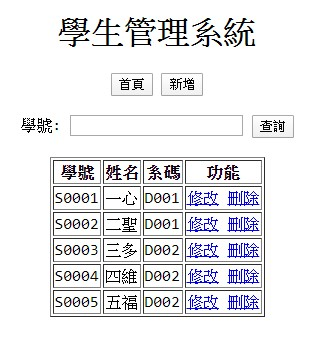 學生管理系統
首頁 新增
學號: 查詢
學號 姓名 系碼 功能
S0001 一心 D001 修改 刪除
S0002 二聖 D001 修改 刪除
S0003 三多 D002 修改 刪除
S0004 四維 D002 修改 刪除
S0005 五福 D002 修改 刪除